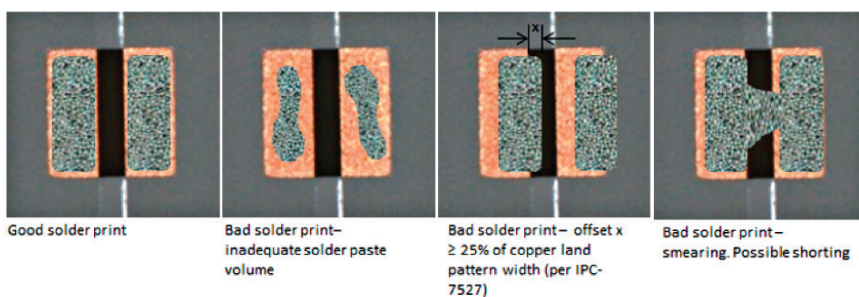 x
Good solder print
Bad solder print–
inadequate solder paste
volume
Bad solder print – offset x
≥ 25% of copper land
pattern width (per IPC-
7527)
Bad solder print –
smearing. Possible shorting